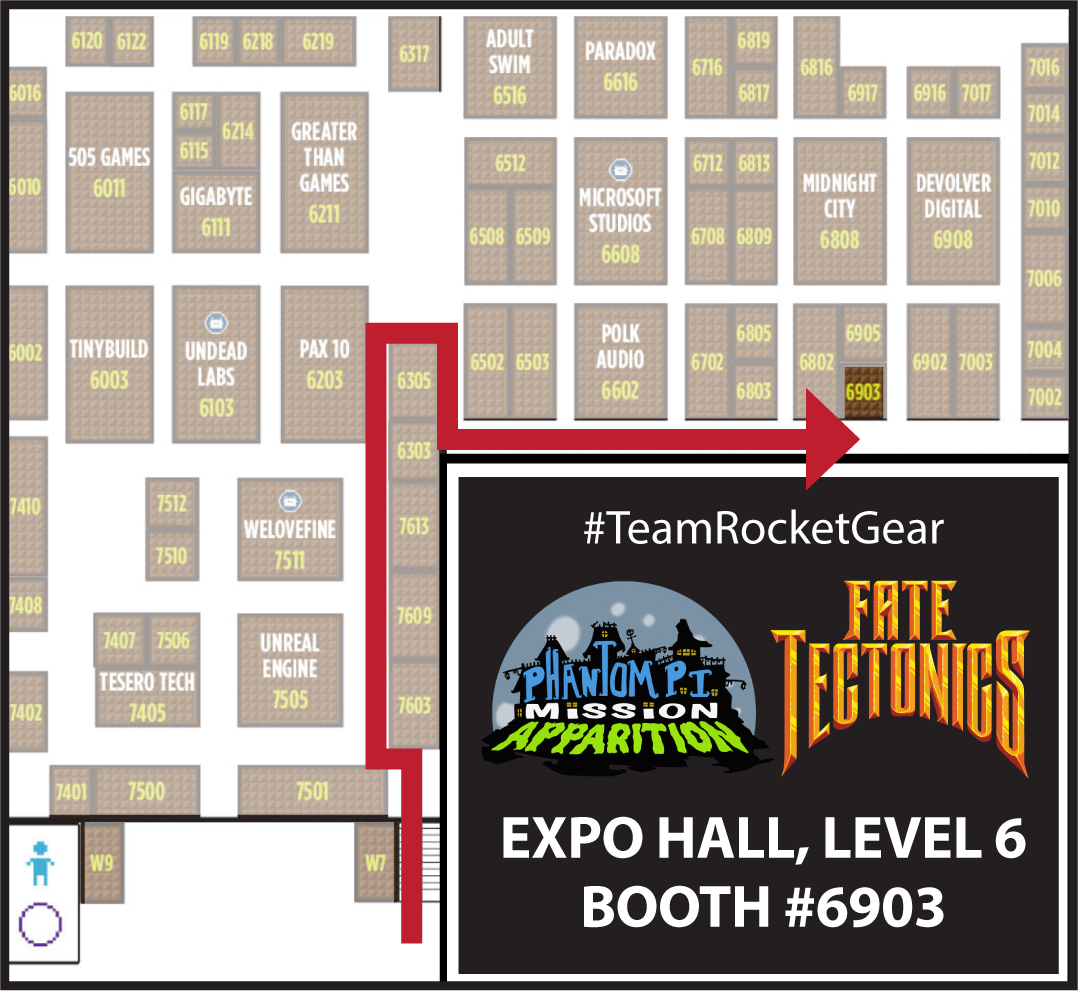 6120 6122 6119 6218 6219 6317
ADULT
SWIM
6516
PARADOX
6616
6716
6819
6817
6816
6917
6916 7017
7016
6016
6010
505 GAMES
6011
6117
6115
6214
GIGABYTE
6111
GREATER
THAN
GAMES
6211
6512
6508 6509
MICROSOFT
STUDIOS
6608
6712 6813
6708 6809
MIDNIGHT
CITY
6808
DEVOLVER
DIGITAL
6908
7014
7012
7010
7006
7004
7002
6002
TINYBUILD
6003
UNDEAD
LABS
6103
PAX 10
6203
6305
6303
6502 6503
POLK
AUDIO
6602
6702
6805
6803
6802
6905
6903
6902 7003
7410
7512
7510
WELOVEFINE
7511
7613
7408
7407 7506
TESERO TECH
7405
UNREAL
ENGINE
7505
7609
7402
7603
7401 7500 7501
W9 W7
#TeamRocketGear
PHANTOM PI
MISSION
APPARITION
FATE
TECTONICS
EXPO HALL, LEVEL 6
BOOTH #6903